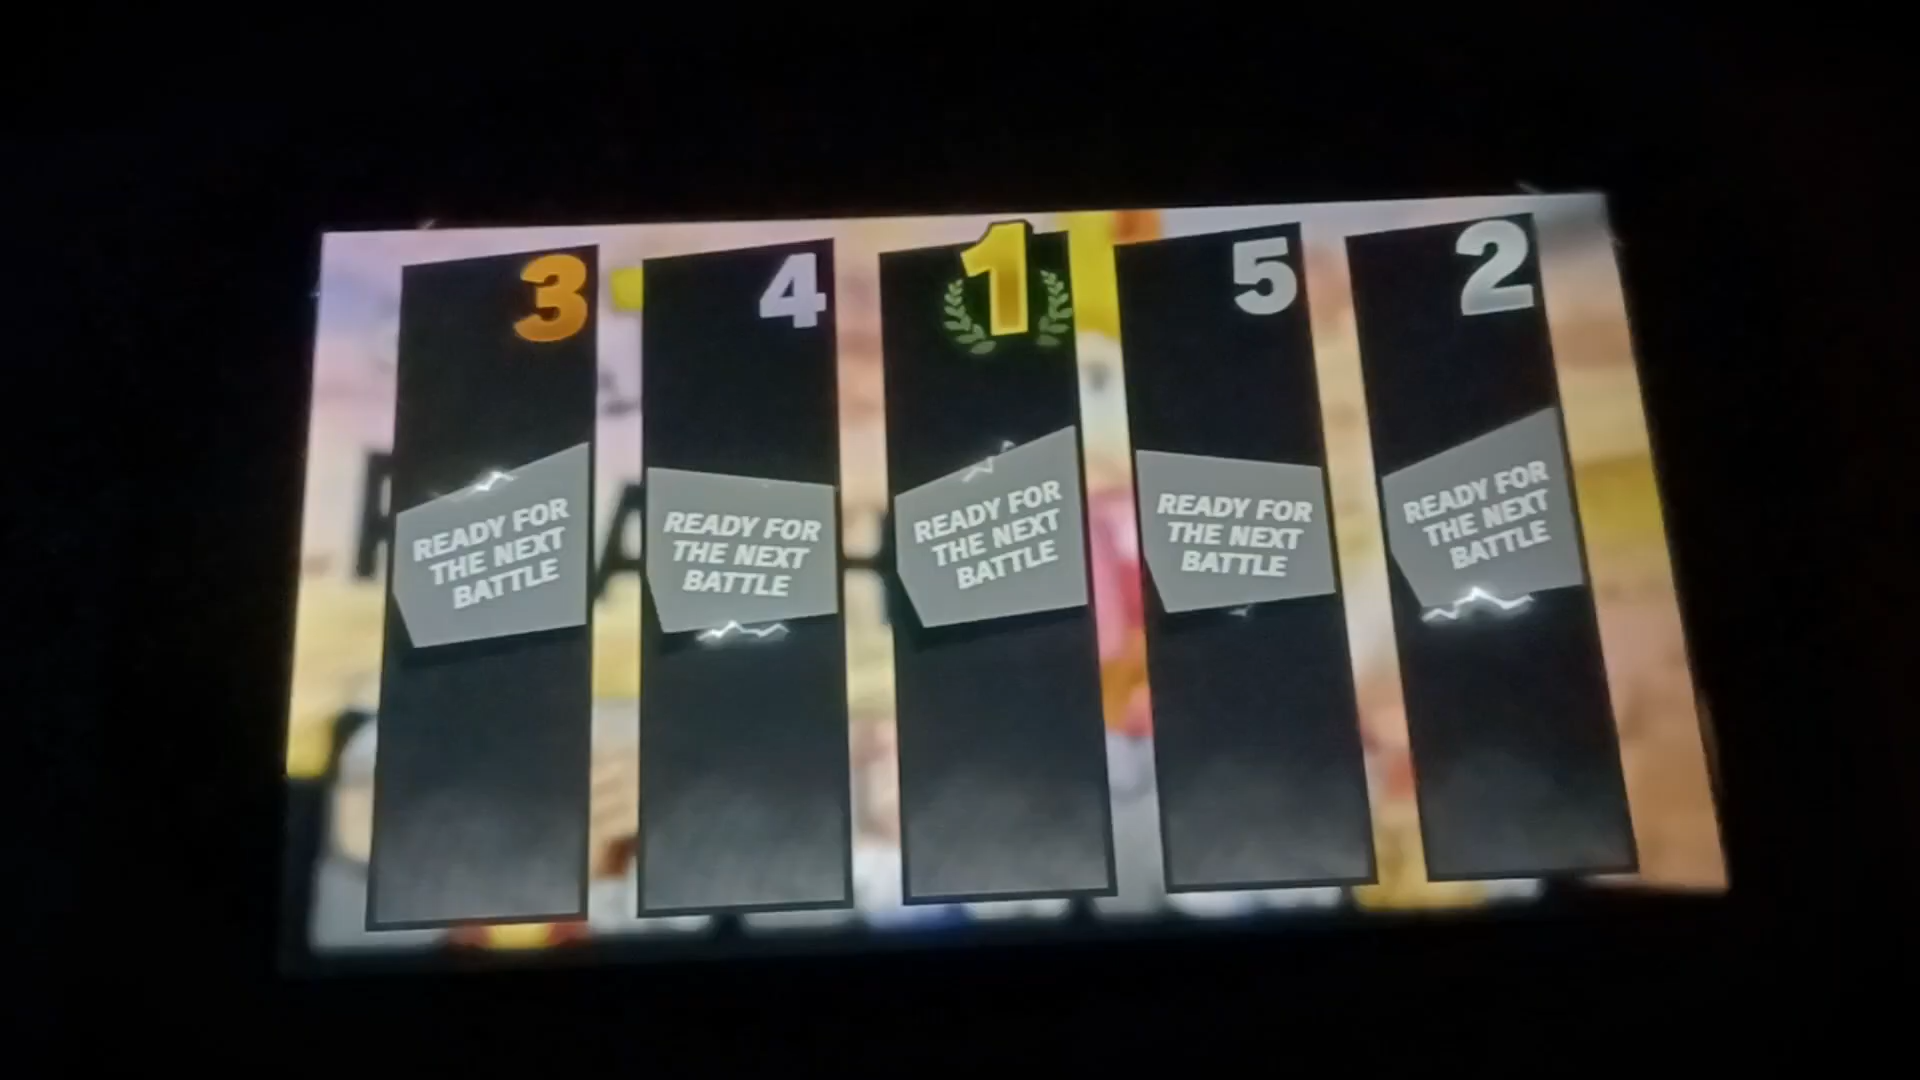 3
READY FOR
THE NEXT
BATTLE
4
READY FOR
THE NEXT
BATTLE
1
READY FOR
THE NEXT
BATTLE
5
READY FOR
THE NEXT
BATTLE
2
READY FOR
THE NEXT
BATTLE